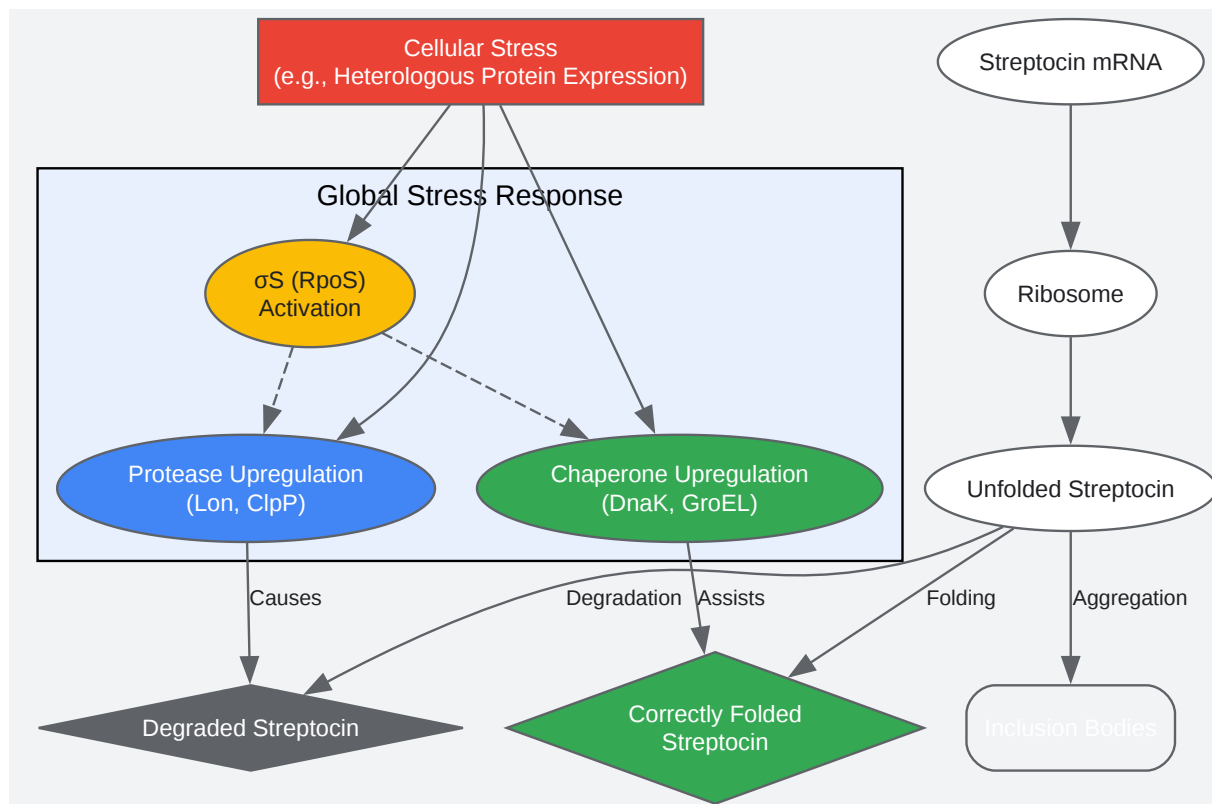 Cellular Stress
(e.g., Heterologous Protein Expression)
Streptocin mRNA
Global Stress Response
σS (RpoS)
Activation
Ribosome
Protease Upregulation
(Lon, ClpP)
Chaperone Upregulation
(DnaK, GroEL)
Unfolded Streptocin
Causes
Degradation
Assists
Folding
Aggregation
Degraded Streptocin
Correctly Folded
Streptocin
Inclusion Bodies